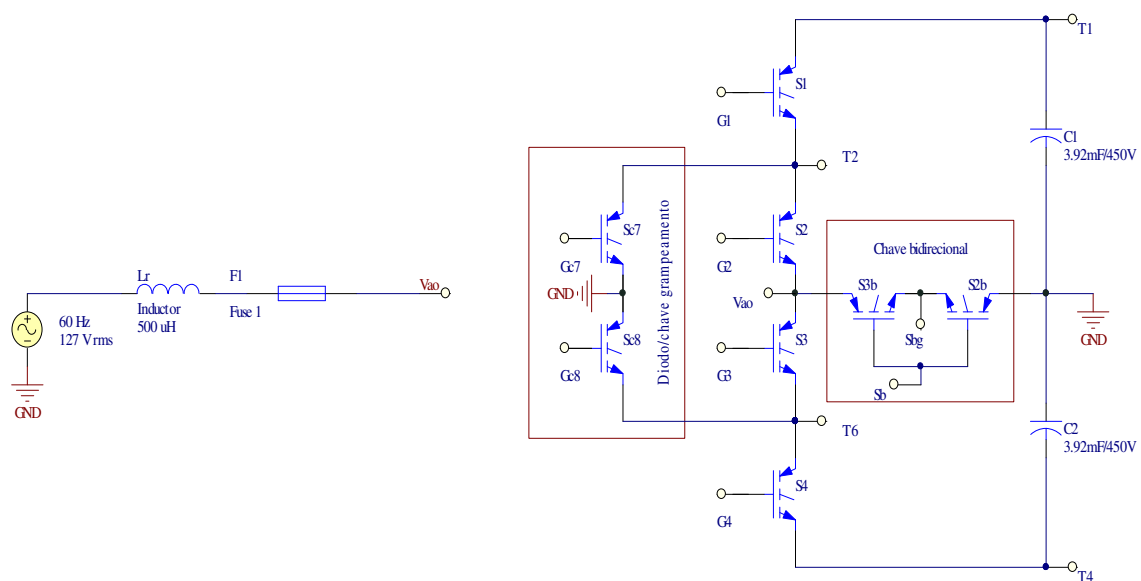 T1
S1
G1
C1
3.92mF/450V
T2
Diodo/chave grampeamento
Sc7
Gc7
S2
G2
Chave bidirecional
S3b
S2b
Lr
F1
Vao
GND
Vao
Inductor
500 uH
Fuse 1
60 Hz
127 Vrms
Sbg
GND
Sc8
Gc8
S3
G3
Sb
GND
T6
C2
3.92mF/450V
S4
G4
T4